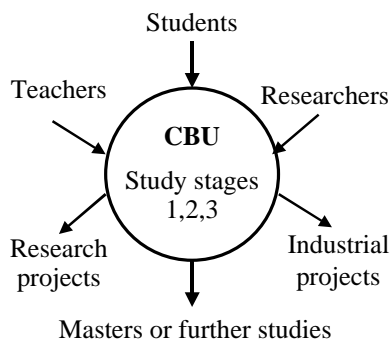 Students
Teachers
Researchers
CBU
Study stages
1,2,3
Research
projects
Industrial
projects
Masters or further studies